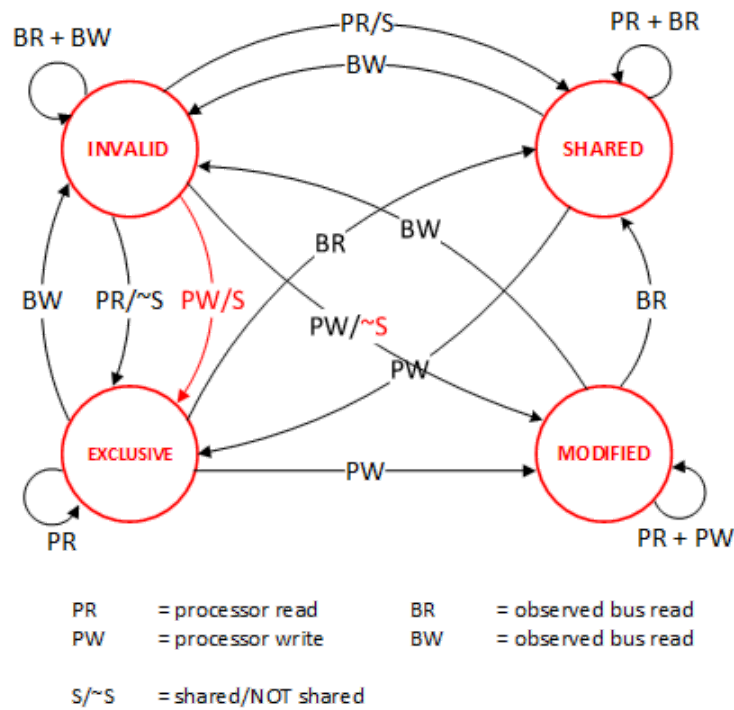 PR/S
PR + BR
BR + BW
BW
INVALID
SHARED
BR
BW
BW
PR/~S
PW/S
BR
PW/~S
PW
EXCLUSIVE
MODIFIED
PW
PR
PR + PW
PR = processor read BR = observed bus read
PW = processor write BW = observed bus read
S/~S = shared/NOT shared